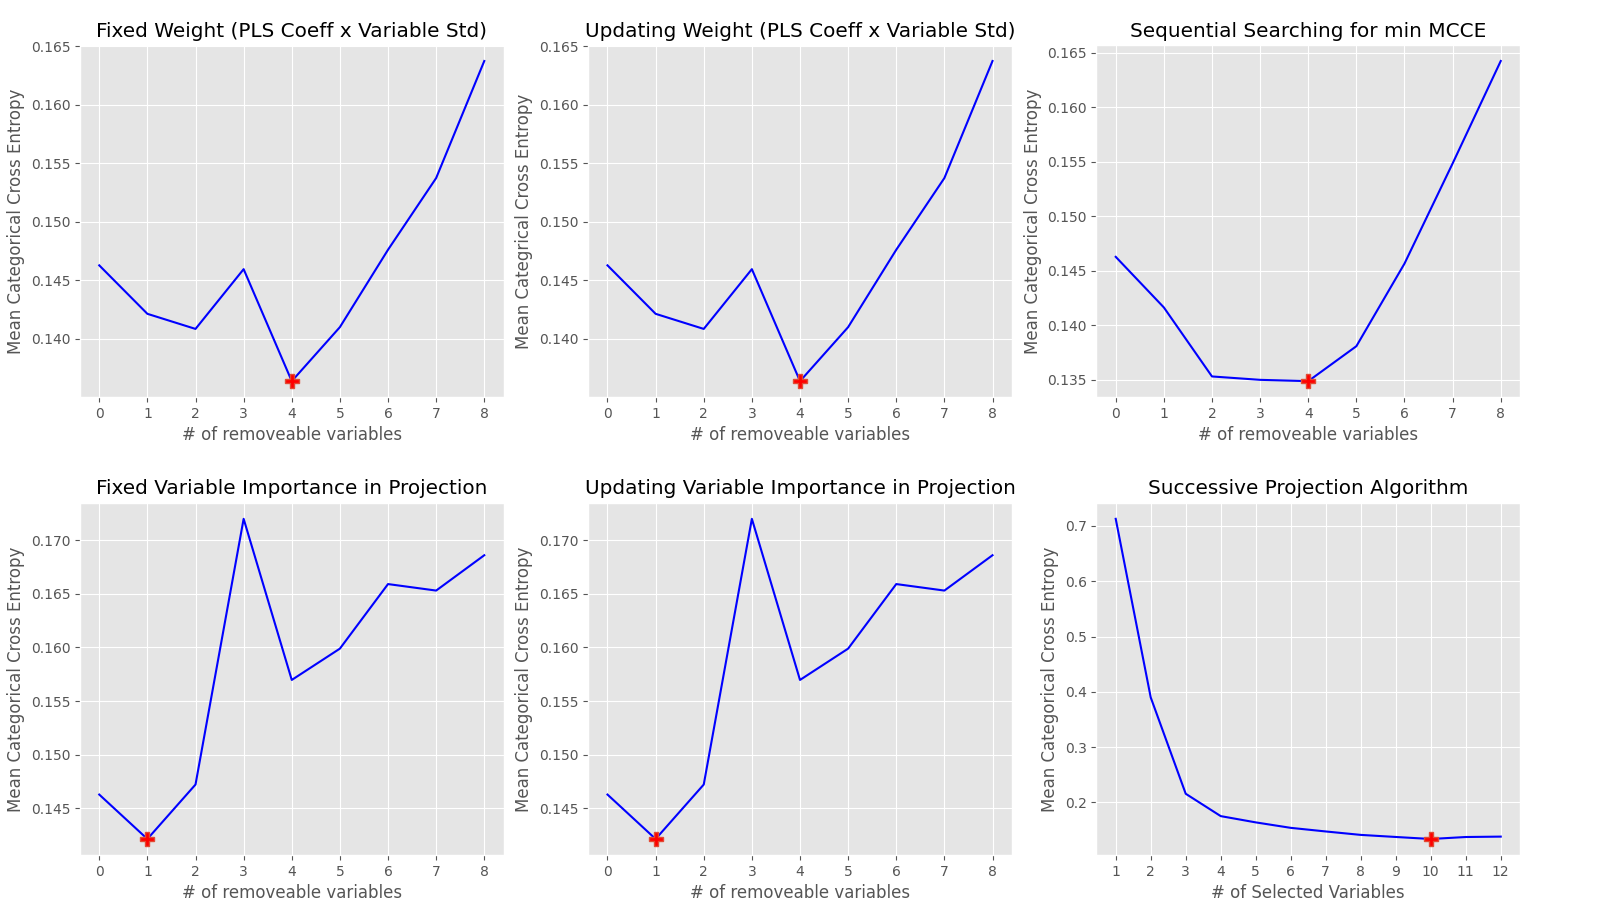 Fixed Weight (PLS Coeff x Variable Std)
Mean Categorical Cross Entropy
0.165
0.160
0.155
0.150
0.145
0.140
0 1 2 3 4 5 6 7 8
# of removeable variables
Updating Weight (PLS Coeff x Variable Std)
Mean Categrical Cross Entropy
0.165
0.160
0.155
0.150
0.145
0.140
0 1 2 3 4 5 6 7 8
# of removeable variables
Sequential Searching for min MCCE
Mean Categorical Cross Entropy
0.165
0.160
0.155
0.150
0.145
0.140
0.135
0 1 2 3 4 5 6 7 8
# of removeable variables
Fixed Variable Importance in Projection
Mean Categorical Cross Entropy
0.170
0.165
0.160
0.155
0.150
0.145
0 1 2 3 4 5 6 7 8
# of removeable variables
Updating Variable Importance in Projection
Mean Categorical Cross Entropy
0.170
0.165
0.160
0.155
0.150
0.145
0 1 2 3 4 5 6 7 8
# of removeable variables
Successive Projection Algorithm
Mean Categorical Cross Entropy
0.7
0.6
0.5
0.4
0.3
0.2
1 2 3 4 5 6 7 8 9 10 11 12
# of Selected Variables